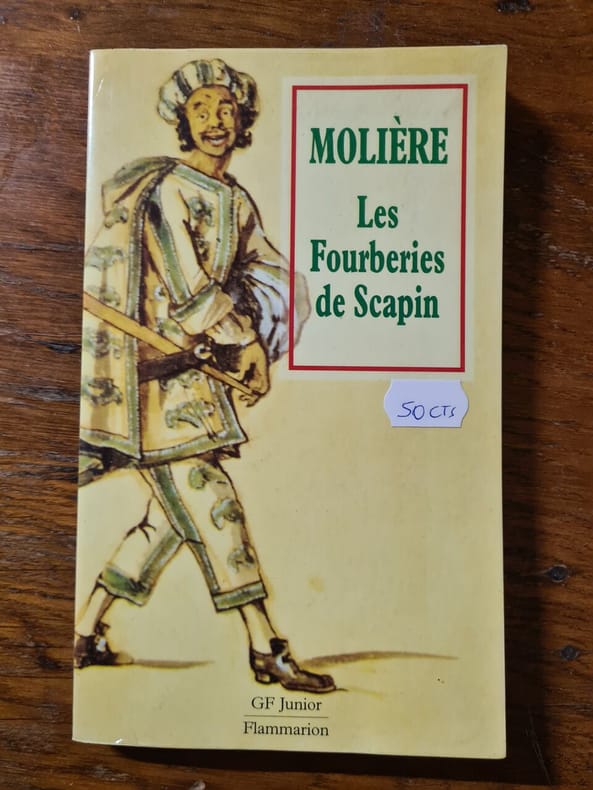 MOLIÈRE
Les
Fourberies
de Scapin
50 CTS
GF Junior
Flammarion